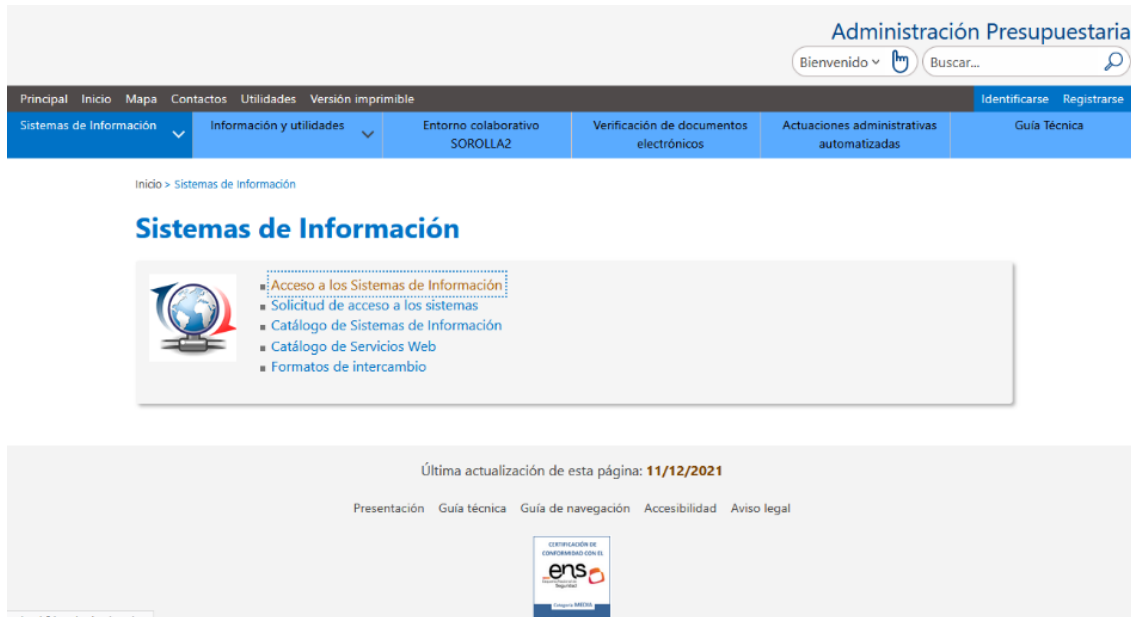 Administración Presupuestaria
Bienvenido
Buscar...
Principal Inicio Mapa Contactos Utilidades Versión imprimible Identificarse Registrarse
Sistemas de Información
Información y utilidades
Entorno colaborativo
SOROLLA2
Verificación de documentos
electrónicos
Actuaciones administrativas
automatizadas
Guía Técnica
Inicio > Sistemas de Información
Sistemas de Información
Acceso a los Sistemas de Información
Solicitud de acceso a los sistemas
Catálogo de Sistemas de Información
Catálogo de Servicios Web
Formatos de intercambio
Última actualización de esta página: 11/12/2021
Presentación Guía técnica Guía de navegación Accesibilidad Aviso legal
CERTIFICACIÓN DE
CONFORMIDAD CON EL
ens
Categoría MEDIA